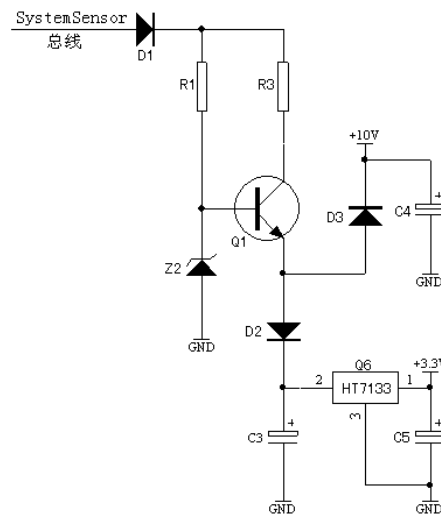 SystemSensor
总线
D1
R1
R3
+10V
D3
C4
+
Q1
Z2
GND
GND
D2
Q6
+3.3V
2
HT7133
1
3
C3
+
C5
+
GND
GND